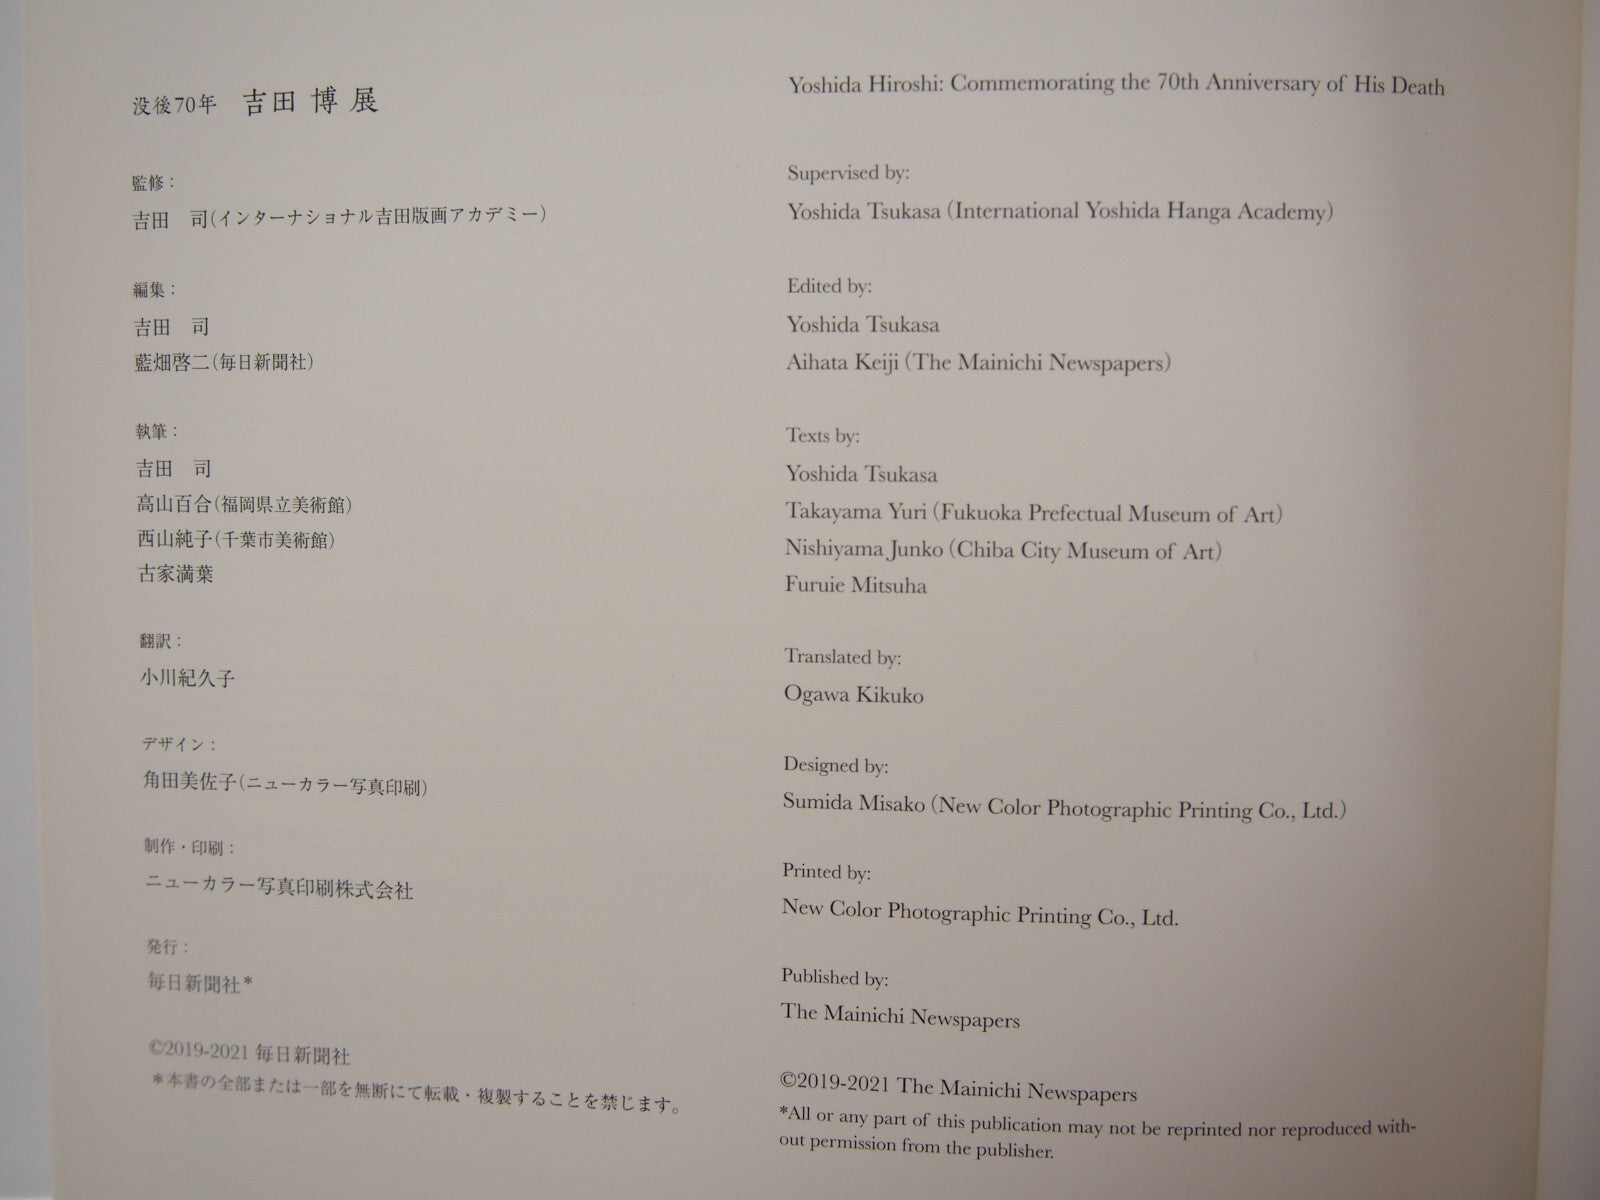 没後70年 吉田 博 展
監修：
吉田　司(インターナショナル吉田版画アカデミー)
編集：
吉田　司
藍畑啓二(毎日新聞社)
執筆：
吉田　司
高山百合(福岡県立美術館)
西山純子(千葉市美術館)
古家満葉
翻訳：
小川紀久子
デザイン：
角田美佐子(ニューカラー写真印刷)
制作・印刷：
ニューカラー写真印刷株式会社
発行：
毎日新聞社*
©2019-2021 毎日新聞社
*本書の全部または一部を無断にて転載・複製することを禁じます。
Yoshida Hiroshi: Commemorating the 70th Anniversary of His Death
Supervised by:
Yoshida Tsukasa (International Yoshida Hanga Academy)
Edited by:
Yoshida Tsukasa
Aihata Keiji (The Mainichi Newspapers)
Texts by:
Yoshida Tsukasa
Takayama Yuri (Fukuoka Prefectual Museum of Art)
Nishiyama Junko (Chiba City Museum of Art)
Furuie Mitsuha
Translated by:
Ogawa Kikuko
Designed by:
Sumida Misako (New Color Photographic Printing Co., Ltd.)
Printed by:
New Color Photographic Printing Co., Ltd.
Published by:
The Mainichi Newspapers
©2019-2021 The Mainichi Newspapers
*All or any part of this publication may not be reprinted nor reproduced with-
out permission from the publisher.